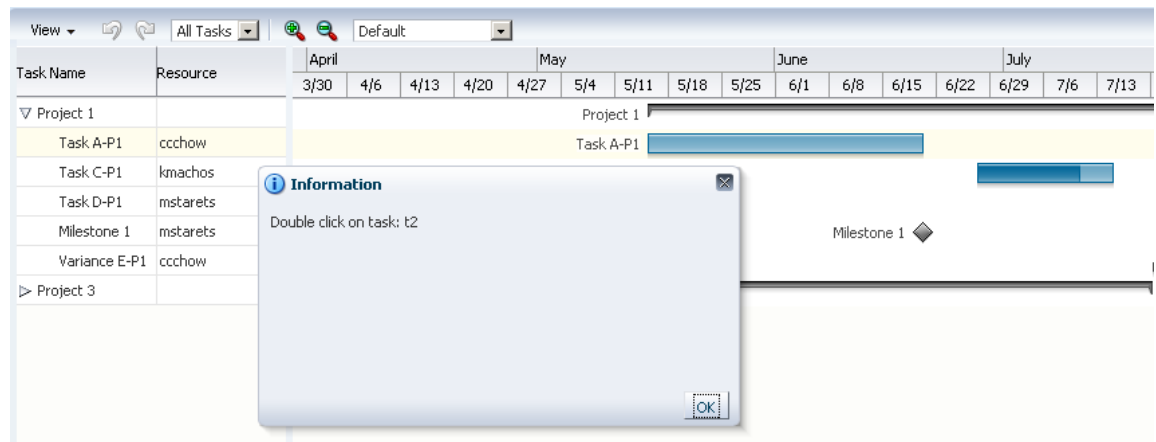 View All Tasks Default
Task Name Resource
April May June July
3/30 4/6 4/13 4/20 4/27 5/4 5/11 5/18 5/25 6/1 6/8 6/15 6/22 6/29 7/6 7/13
Project 1 Project 1
Task A-P1 ccchow Task A-P1
Task C-P1 kmachos
Task D-P1 mstarets
Milestone 1 mstarets Milestone 1
Variance E-P1 ccchow
Project 3
Information
Double click on task: t2
OK